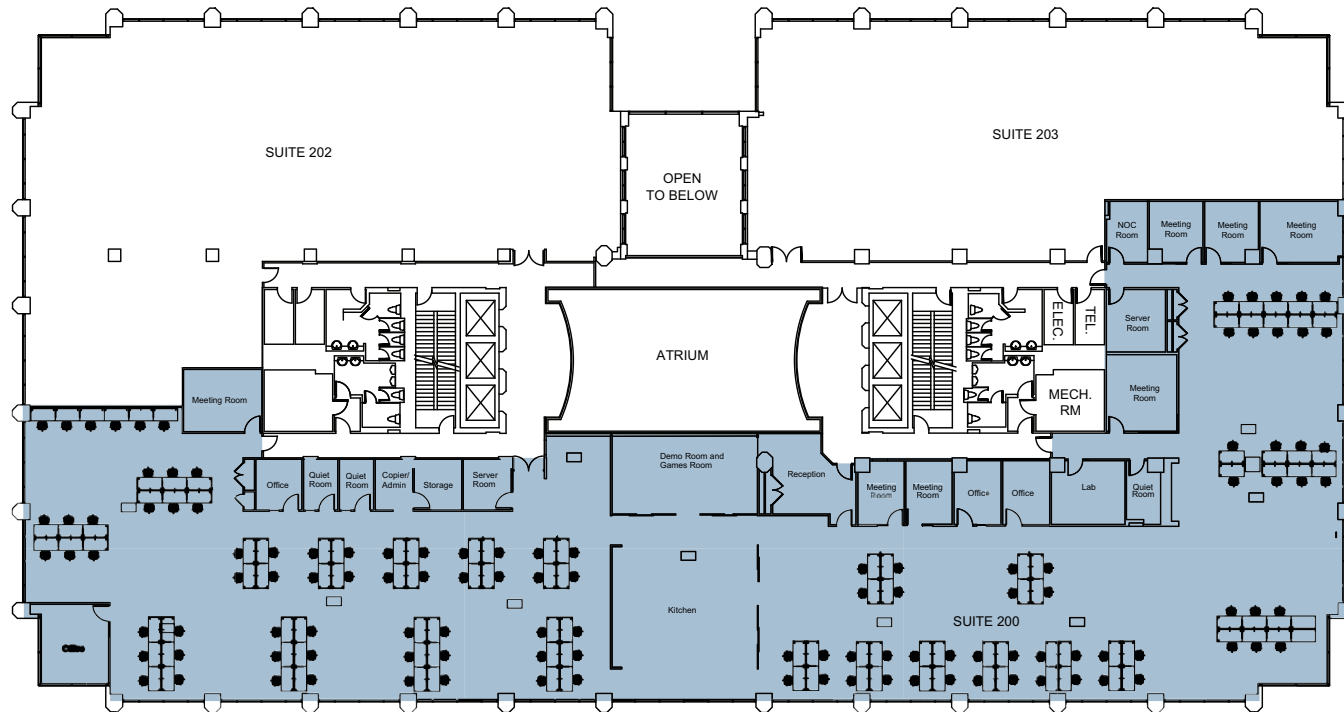 SUITE 202
SUITE 203
OPEN
TO BELOW
NOC
Room
Meeting
Room
Meeting
Room
Meeting
Room
ELEC.
TEL.
Server
Room
ATRIUM
Meeting Room
MECH.
RM
Meeting
Room
Demo Room and
Games Room
Reception
Office
Quiet
Room
Quiet
Room
Copier/
Admin
Storage
Server
Room
Meeting
Room
Meeting
Room
Office
Office
Lab
Quiet
Room
Kitchen
SUITE 200
Office